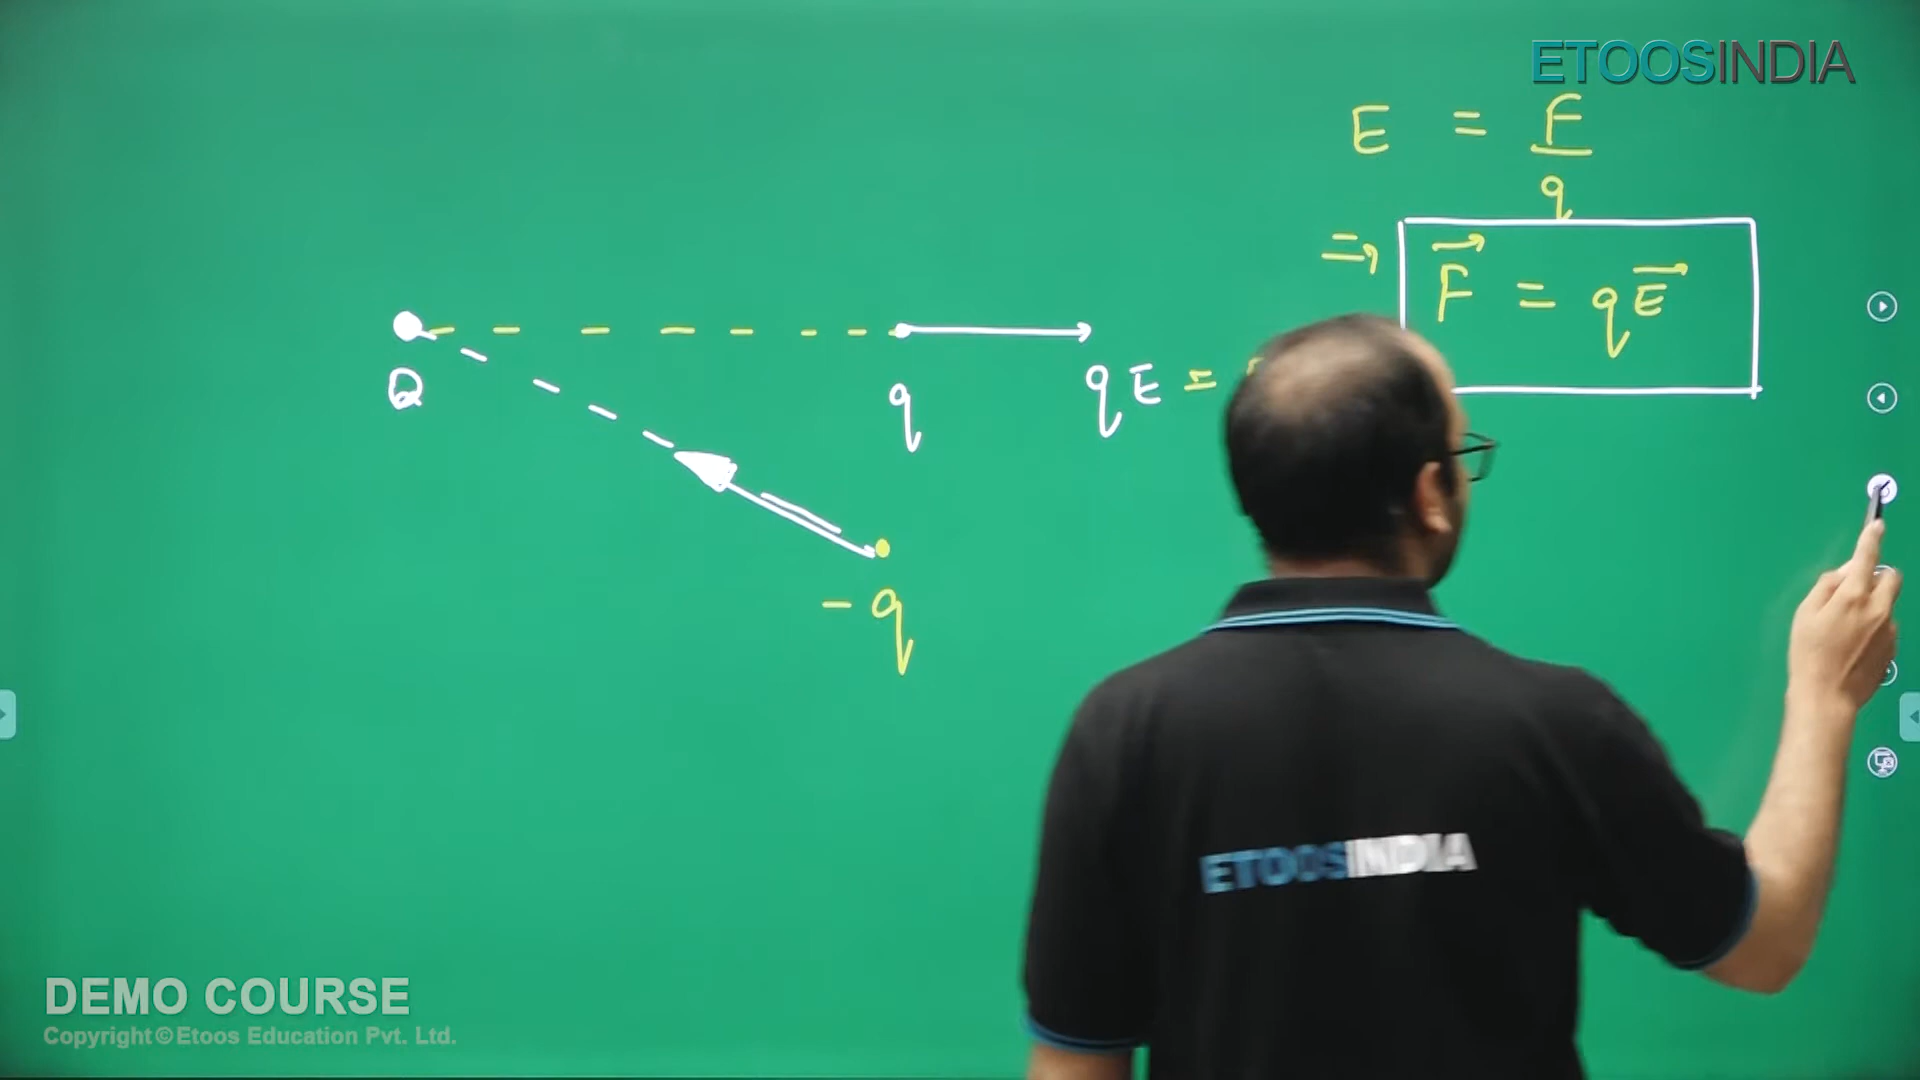 ETOOSINDIA
E = F/q
⇒ F⃗ = qE⃗
Q
q
qE =
- q
ETOOSINDIA
DEMO COURSE
Copyright © Etoos Education Pvt. Ltd.